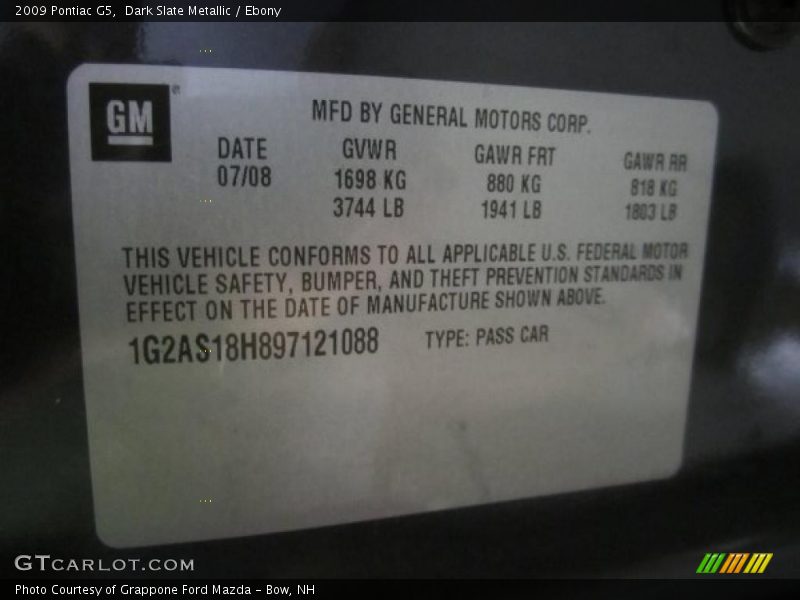 2009 Pontiac G5, Dark Slate Metallic / Ebony
GM®
MFD BY GENERAL MOTORS CORP.
DATE GVWR GAWR FRT GAWR RR
07/08 1698 KG 880 KG 818 KG
3744 LB 1941 LB 1803 LB
THIS VEHICLE CONFORMS TO ALL APPLICABLE U.S. FEDERAL MOTOR
VEHICLE SAFETY, BUMPER, AND THEFT PREVENTION STANDARDS IN
EFFECT ON THE DATE OF MANUFACTURE SHOWN ABOVE.
1G2AS18H897121088 TYPE: PASS CAR
GTCARLOT.COM
Photo Courtesy of Grappone Ford Mazda - Bow, NH